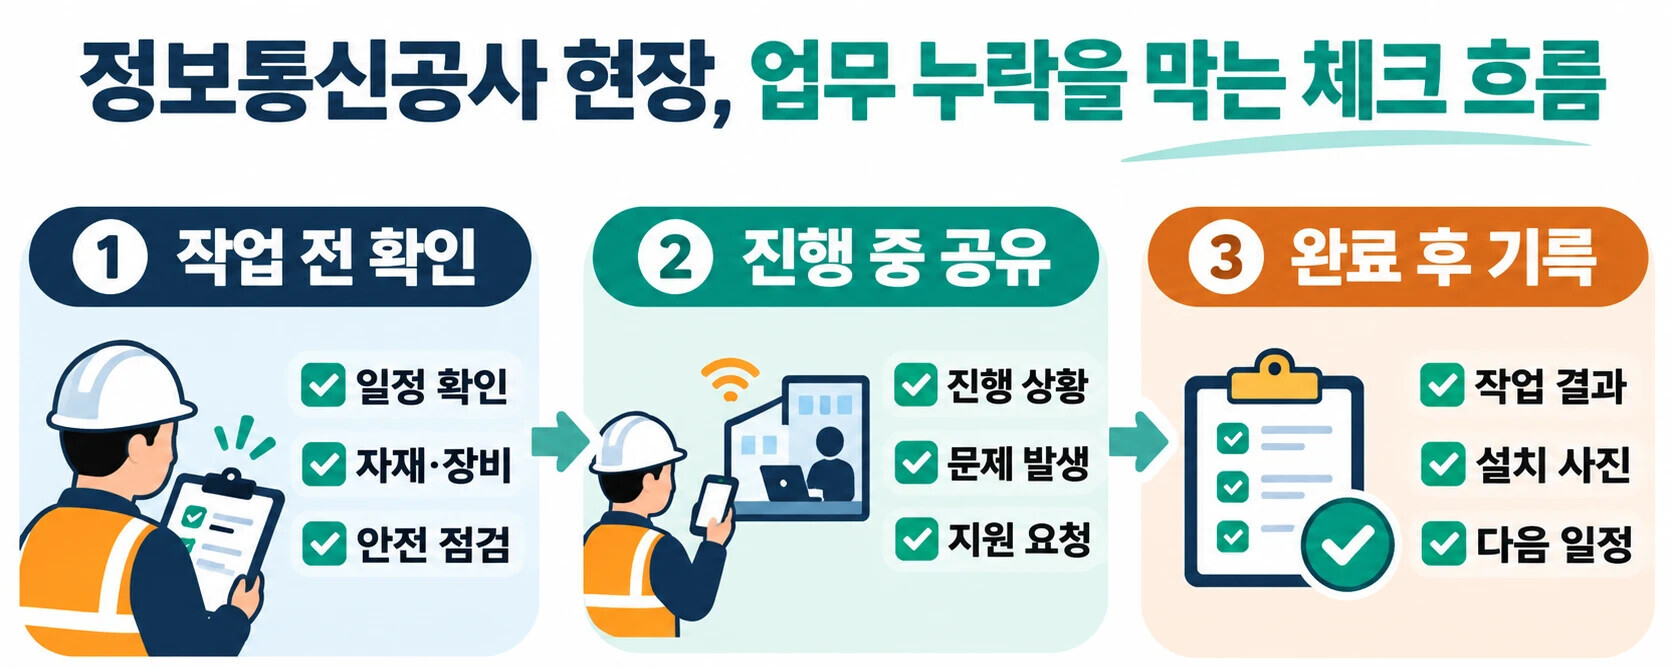 정보통신공사 현장, 업무 누락을 막는 체크 흐름
1 작업 전 확인
일정 확인
자재·장비
안전 점검
2 진행 중 공유
진행 상황
문제 발생
지원 요청
3 완료 후 기록
작업 결과
설치 사진
다음 일정